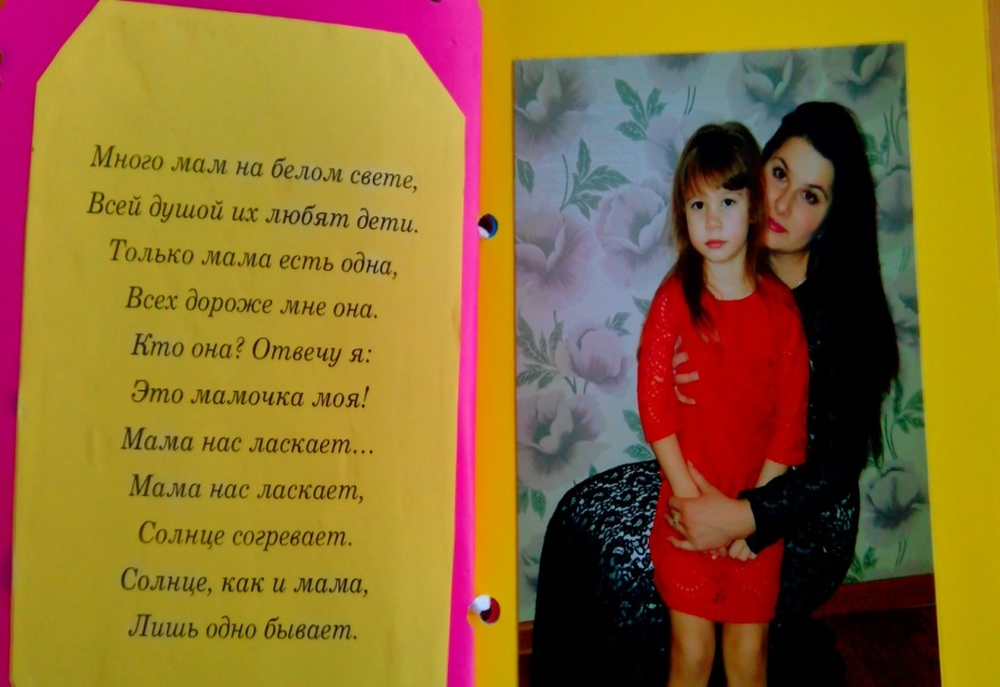 Много мам на белом свете,
Всей душой их любят дети.
Только мама есть одна,
Всех дороже мне она.
Кто она? Отвечу я:
Это мамочка моя!
Мама нас ласкает...
Мама нас ласкает,
Солнце согревает.
Солнце, как и мама,
Лишь одно бывает.